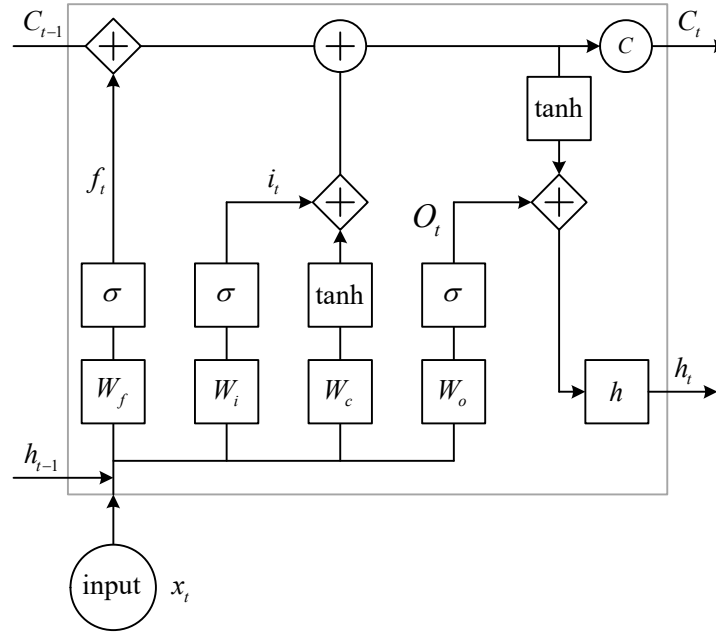 C_{t-1} + + C C_t
tanh
f_t i_t + O_t +
σ σ tanh σ
W_f W_i W_c W_o h h_t
h_{t-1}
input x_t